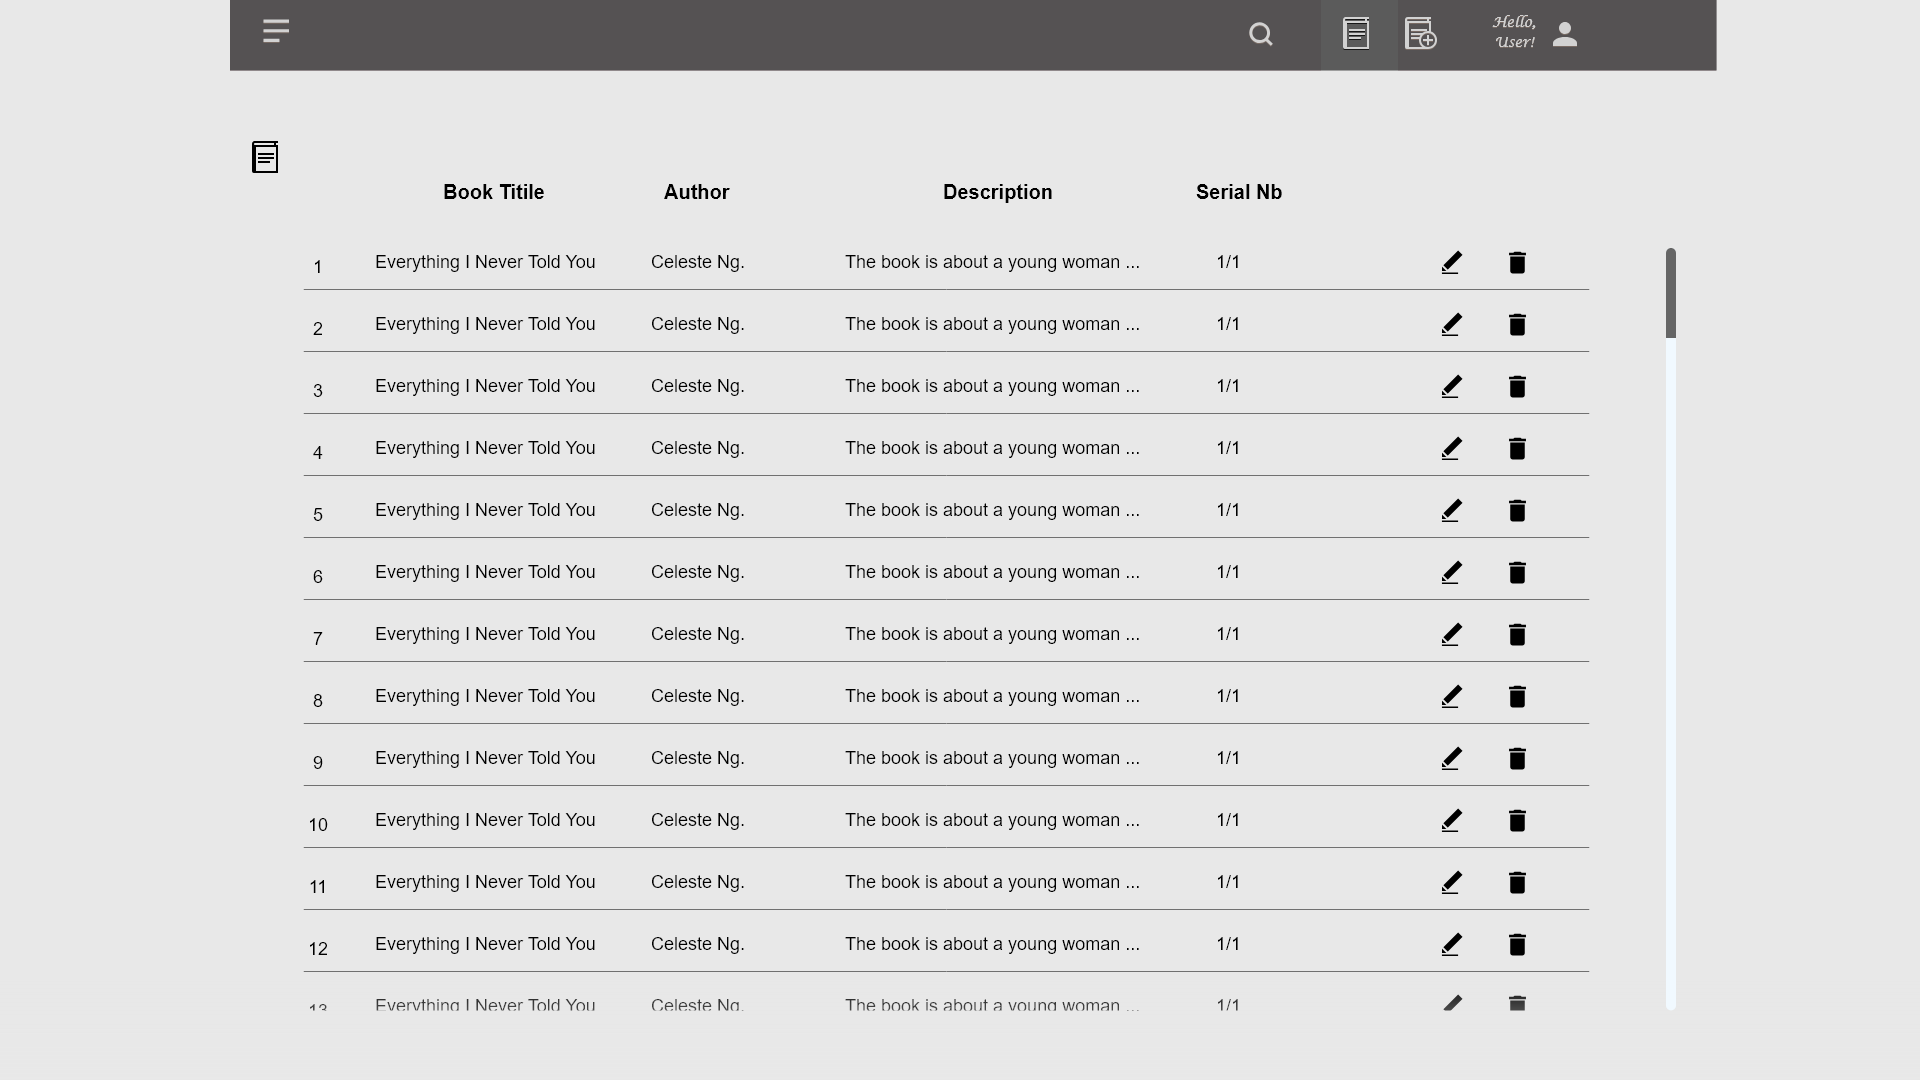 Hello,
User!
Book Titile Author Description Serial Nb
1 Everything I Never Told You Celeste Ng. The book is about a young woman ... 1/1
2 Everything I Never Told You Celeste Ng. The book is about a young woman ... 1/1
3 Everything I Never Told You Celeste Ng. The book is about a young woman ... 1/1
4 Everything I Never Told You Celeste Ng. The book is about a young woman ... 1/1
5 Everything I Never Told You Celeste Ng. The book is about a young woman ... 1/1
6 Everything I Never Told You Celeste Ng. The book is about a young woman ... 1/1
7 Everything I Never Told You Celeste Ng. The book is about a young woman ... 1/1
8 Everything I Never Told You Celeste Ng. The book is about a young woman ... 1/1
9 Everything I Never Told You Celeste Ng. The book is about a young woman ... 1/1
10 Everything I Never Told You Celeste Ng. The book is about a young woman ... 1/1
11 Everything I Never Told You Celeste Ng. The book is about a young woman ... 1/1
12 Everything I Never Told You Celeste Ng. The book is about a young woman ... 1/1
13 Everything I Never Told You Celeste Ng. The book is about a young woman ... 1/1